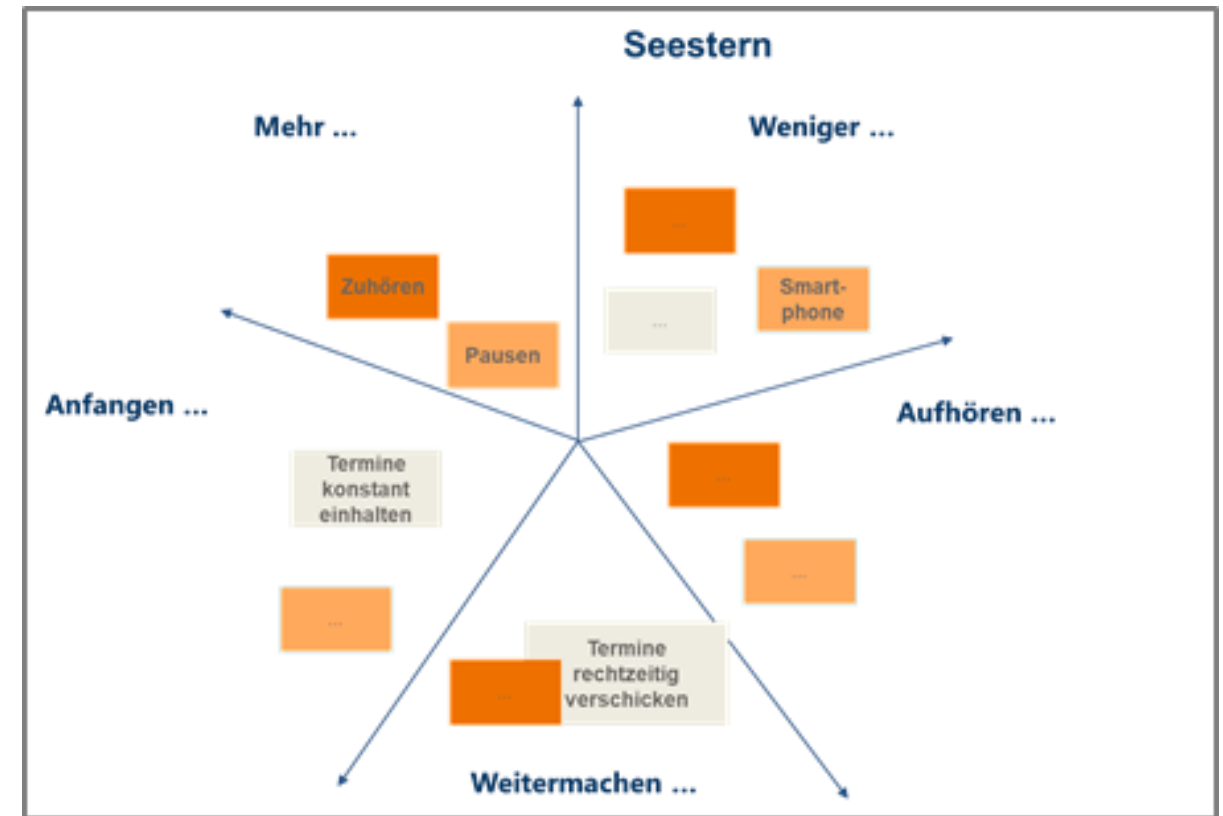 Seestern
Mehr ...
Weniger ...
...
Zuhören
Smart-
phone
...
Pausen
Anfangen ...
Aufhören ...
Termine
konstant
einhalten
...
...
...
Termine
rechtzeitig
verschicken
...
Weitermachen ...